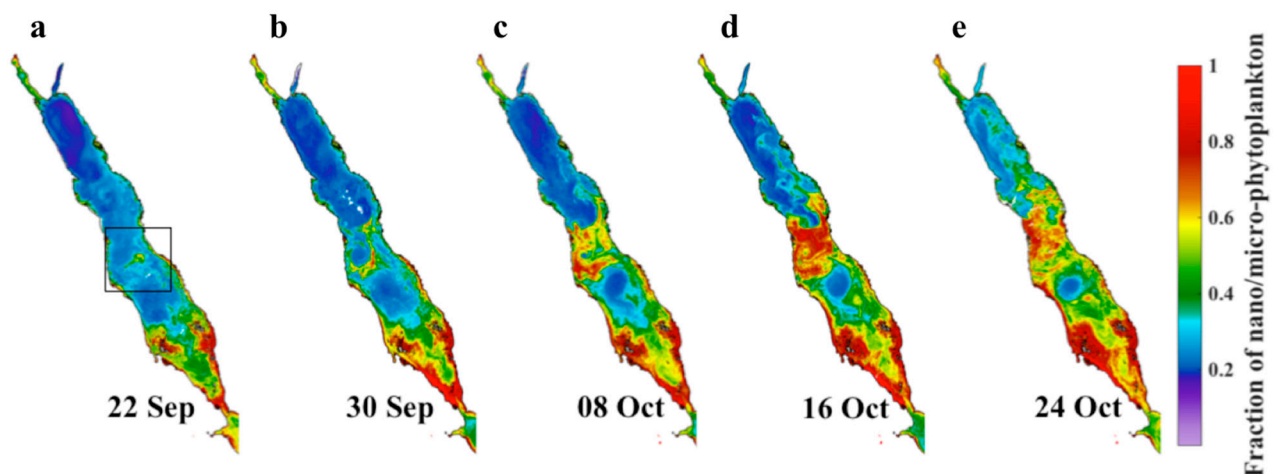 a b c d e
22 Sep 30 Sep 08 Oct 16 Oct 24 Oct
1
0.8
0.6
0.4
0.2
Fraction of nano/micro-phytoplankton